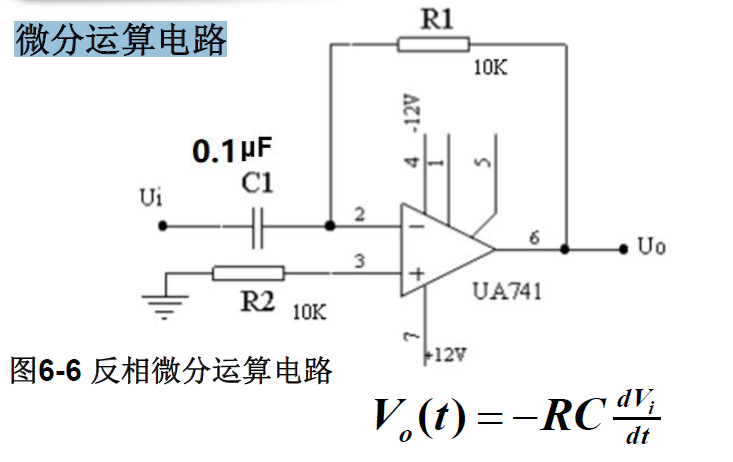 微分运算电路
R1
10K
-12V
0.1µF
C1
Ui
4
1
5
2
3
6
Uo
R2
10K
UA741
7
+12V
图6-6 反相微分运算电路
V_o(t) = -RC dV_i/dt